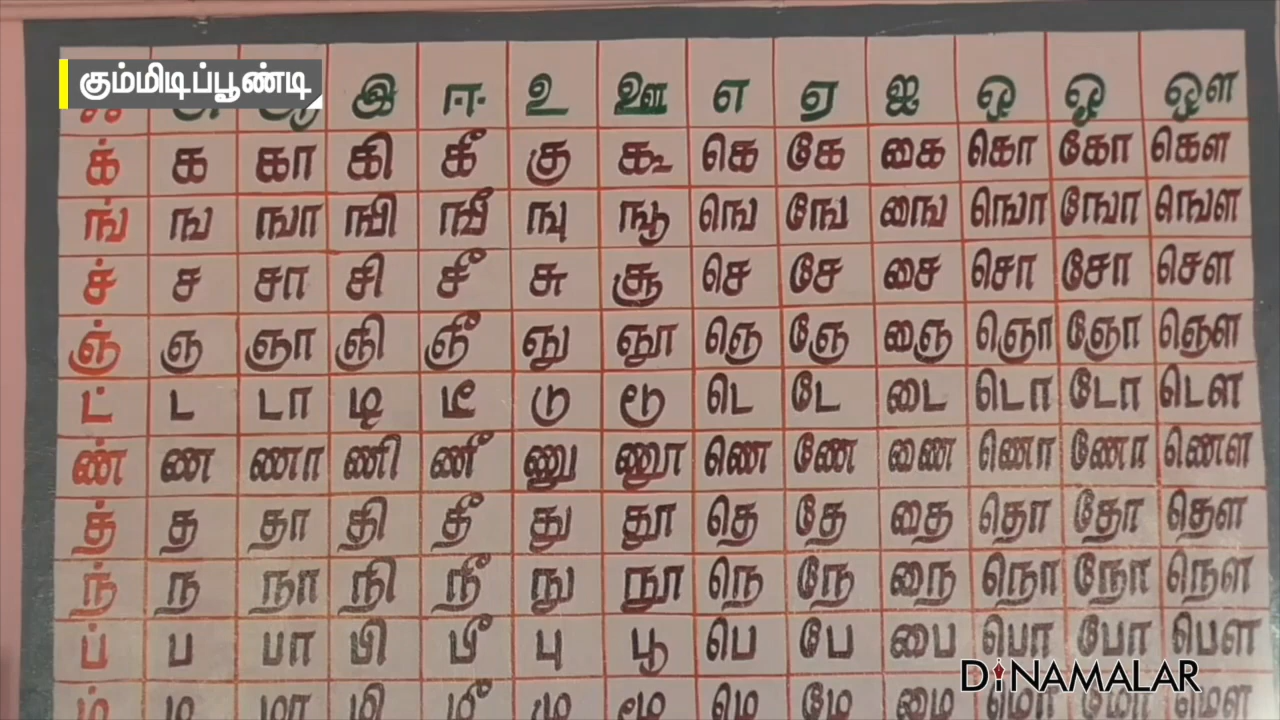 கும்மிடிப்பூண்டி
இ ஈ உ ஊ எ ஏ ஐ ஒ ஓ ஔ
க் க கா கி கீ கு கூ கெ கே கை கொ கோ கௌ
ங் ங ஙா ஙி ஙீ ஙு ஙூ ஙெ ஙே ஙை ஙொ ஙோ ஙௌ
ச் ச சா சி சீ சு சூ செ சே சை சொ சோ சௌ
ஞ் ஞ ஞா ஞி ஞீ ஞு ஞூ ஞெ ஞே ஞை ஞொ ஞோ ஞௌ
ட் ட டா டி டீ டு டூ டெ டே டை டொ டோ டௌ
ண் ண ணா ணி ணீ ணு ணூ ணெ ணே ணை ணொ ணோ ணௌ
த் த தா தி தீ து தூ தெ தே தை தொ தோ தௌ
ந் ந நா நி நீ நு நூ நெ நே நை நொ நோ நௌ
ப் ப பா பி பீ பு பூ பெ பே பை பொ போ பௌ
ம் ம மா மி மீ மு மூ மெ மே மை மொ மோ மௌ
DINAMALAR